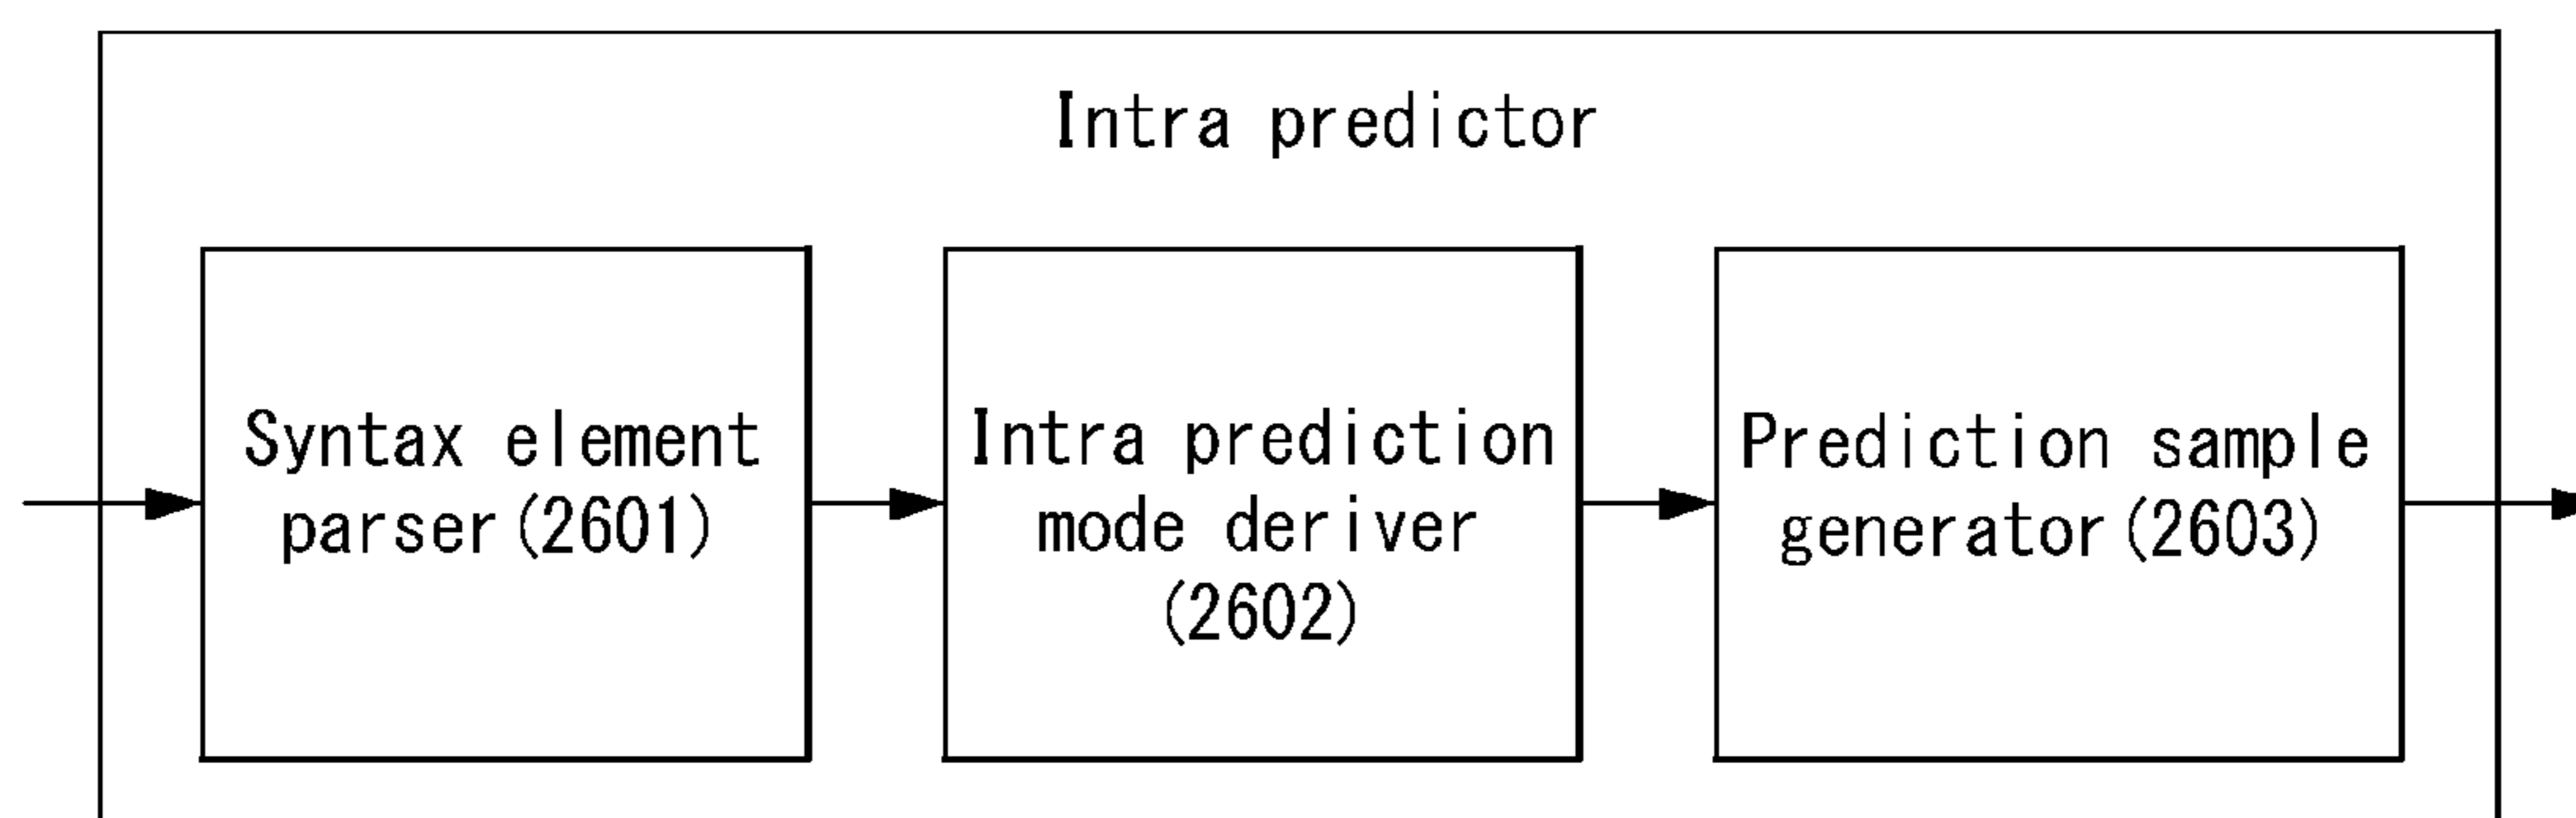 Intra predictor
Syntax element
parser(2601)
Intra prediction
mode deriver
(2602)
Prediction sample
generator(2603)